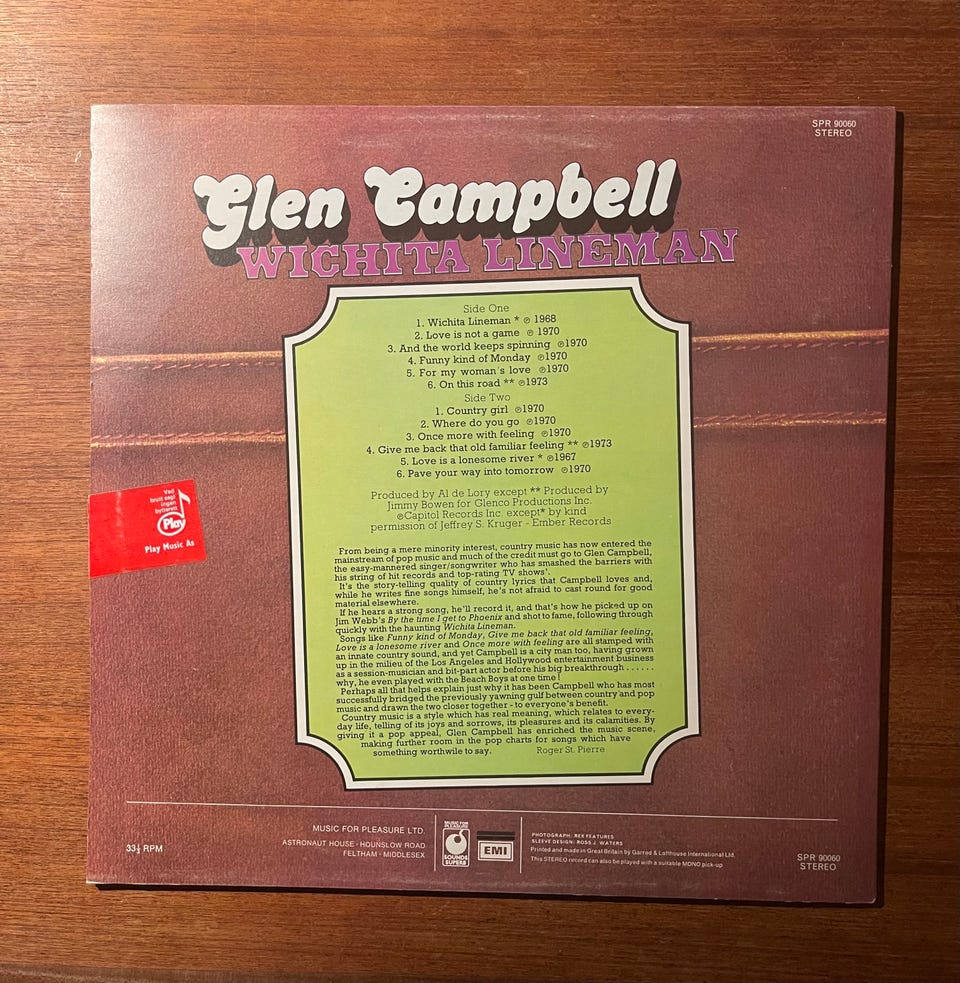 SPR 90060
STEREO
Glen Campbell
WICHITA LINEMAN
Side One
1. Wichita Lineman * ℗ 1968
2. Love is not a game ℗ 1970
3. And the world keeps spinning ℗1970
4. Funny kind of Monday ℗1970
5. For my woman's love ℗1970
6. On this road ** ℗1973
Side Two
1. Country girl ℗1970
2. Where do you go ℗1970
3. Once more with feeling ℗1970
4. Give me back that old familiar feeling ** ℗1973
5. Love is a lonesome river * ℗1967
6. Pave your way into tomorrow ℗1970
Produced by Al de Lory except ** Produced by
Jimmy Bowen for Glenco Productions Inc.
℗Capitol Records Inc. except* by kind
permission of Jeffrey S. Kruger - Ember Records
From being a mere minority interest, country music has now entered the
mainstream of pop music and much of the credit must go to Glen Campbell,
the easy-mannered singer/songwriter who has smashed the barriers with
his string of hit records and top-rating TV shows'.
It's the story-telling quality of country lyrics that Campbell loves and,
while he writes fine songs himself, he's not afraid to cast round for good
material elsewhere.
If he hears a strong song, he'll record it, and that's how he picked up on
Jim Webb's By the time I get to Phoenix and shot to fame, following through
quickly with the haunting Wichita Lineman.
Songs like Funny kind of Monday, Give me back that old familiar feeling,
Love is a lonesome river and Once more with feeling are all stamped with
an innate country sound, and yet Campbell is a city man too, having grown
up in the milieu of the Los Angeles and Hollywood entertainment business
as a session-musician and bit-part actor before his big breakthrough . . . . . .
why, he even played with the Beach Boys at one time!
Perhaps all that helps explain just why it has been Campbell who has most
successfully bridged the previously yawning gulf between country and pop
music and drawn the two closer together - to everyone's benefit.
Country music is a style which has real meaning, which relates to every-
day life, telling of its joys and sorrows, its pleasures and its calamities. By
giving it a pop appeal, Glen Campbell has enriched the music scene,
making further room in the pop charts for songs which have
something worthwile to say. Roger St. Pierre
Ved
brutt segl
ingen
bytterett
Play
Play Music As
33⅓ RPM
MUSIC FOR PLEASURE LTD.
ASTRONAUT HOUSE · HOUNSLOW ROAD
FELTHAM · MIDDLESEX
MUSIC FOR
PLEASURE
SOUNDS
SUPERB
EMI
PHOTOGRAPH: REX FEATURES
SLEEVE DESIGN: ROSS J. WATERS
Printed and made in Great Britain by Garrod & Lofthouse International Ltd.
This STEREO record can also be played with a suitable MONO pick-up
SPR 90060
STEREO